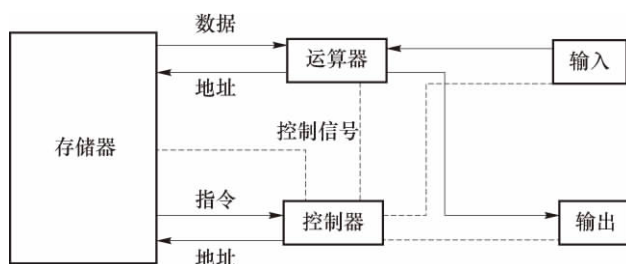 数据
运算器
输入
地址
控制信号
存储器
指令
控制器
输出
地址